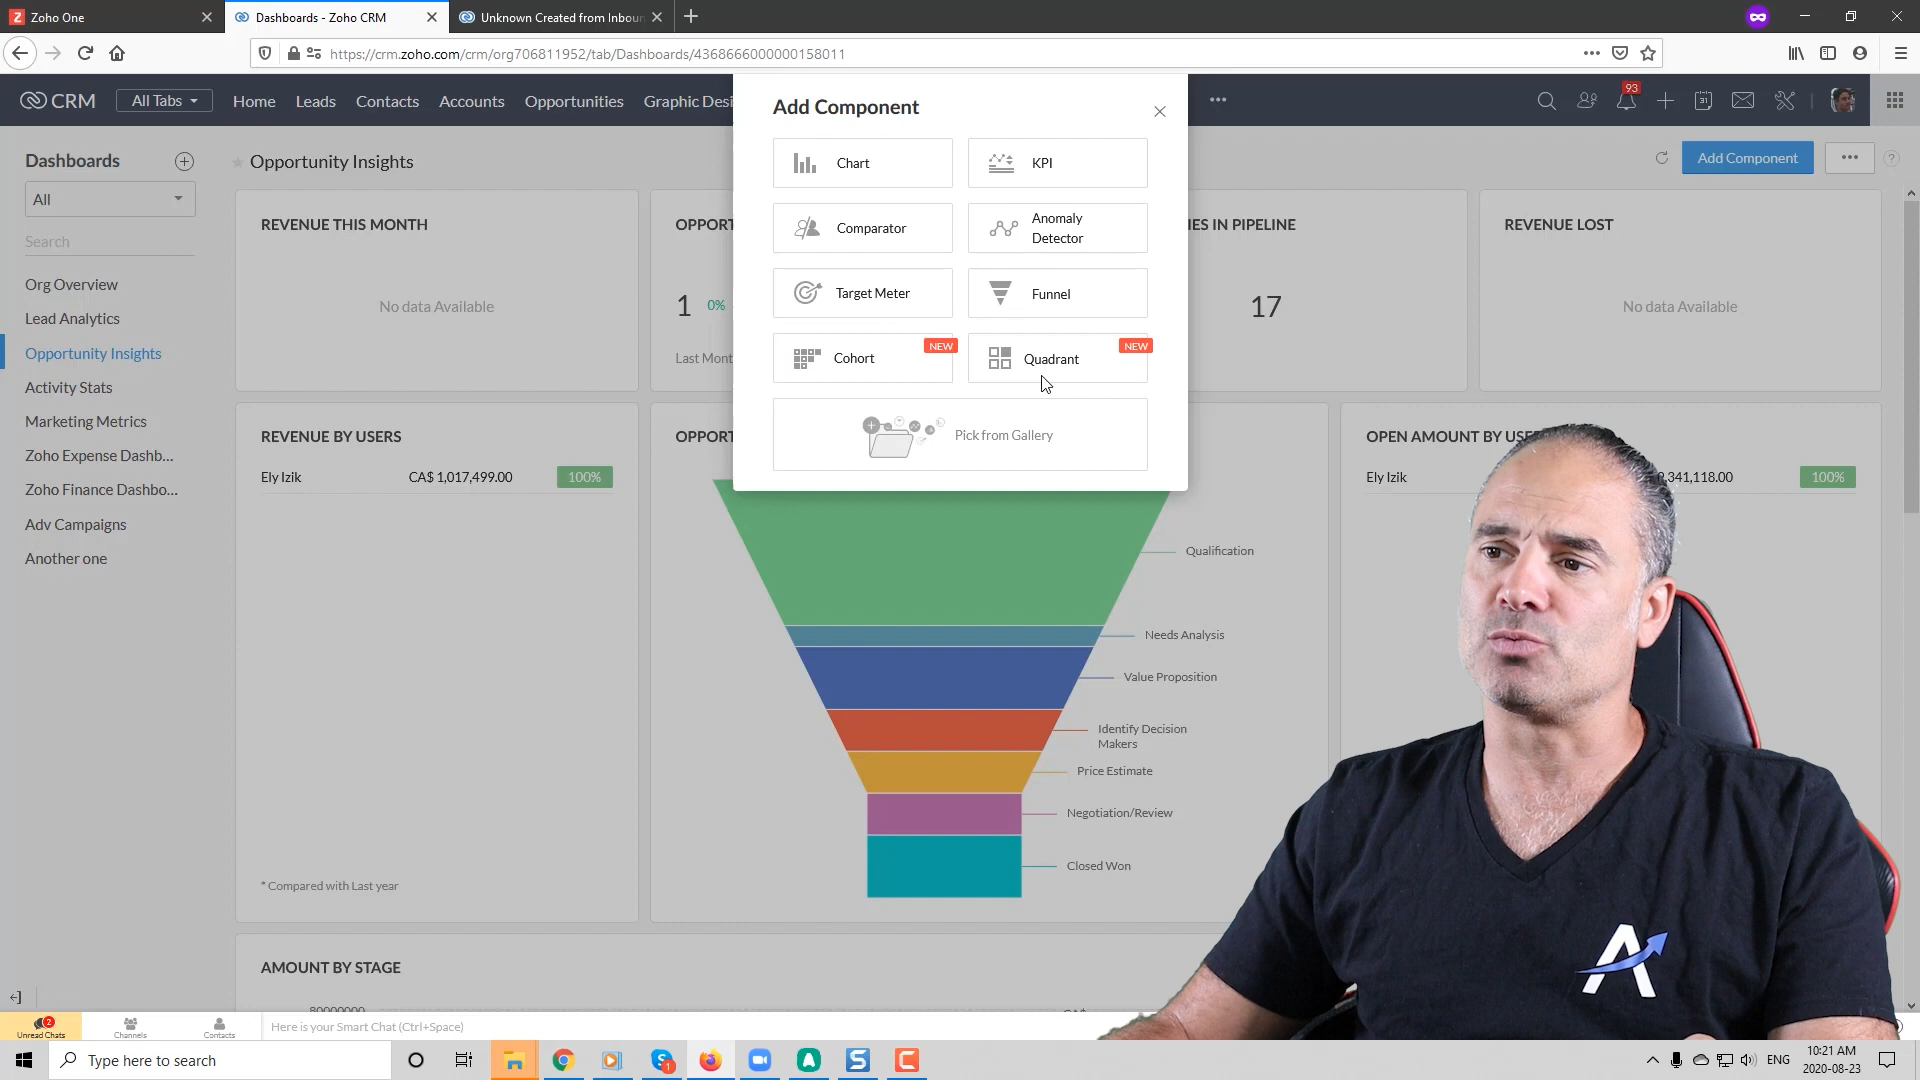 Zoho One
Dashboards - Zoho CRM
Unknown Created from Inbou
https://crm.zoho.com/crm/org706811952/tab/Dashboards/4368666000000158011
CRM
All Tabs
Home
Leads
Contacts
Accounts
Opportunities
Graphic Desi
93
31
Add Component
Chart
KPI
Comparator
Anomaly
Detector
Target Meter
Funnel
Cohort
NEW
Quadrant
NEW
Pick from Gallery
Dashboards
All
Search
Org Overview
Lead Analytics
Opportunity Insights
Activity Stats
Marketing Metrics
Zoho Expense Dashb...
Zoho Finance Dashbo...
Adv Campaigns
Another one
Opportunity Insights
Add Component
REVENUE THIS MONTH
No data Available
OPPORT
1 0%
Last Mont
IES IN PIPELINE
17
REVENUE LOST
No data Available
REVENUE BY USERS
Ely Izik CA$ 1,017,499.00 100%
* Compared with Last year
OPPORT
Qualification
Needs Analysis
Value Proposition
Identify Decision
Makers
Price Estimate
Negotiation/Review
Closed Won
OPEN AMOUNT BY USE
Ely Izik ,341,118.00 100%
AMOUNT BY STAGE
80000000
CA$
2
Unread Chats
Channels
Contacts
Here is your Smart Chat (Ctrl+Space)
Type here to search
1
ENG
10:21 AM
2020-08-23